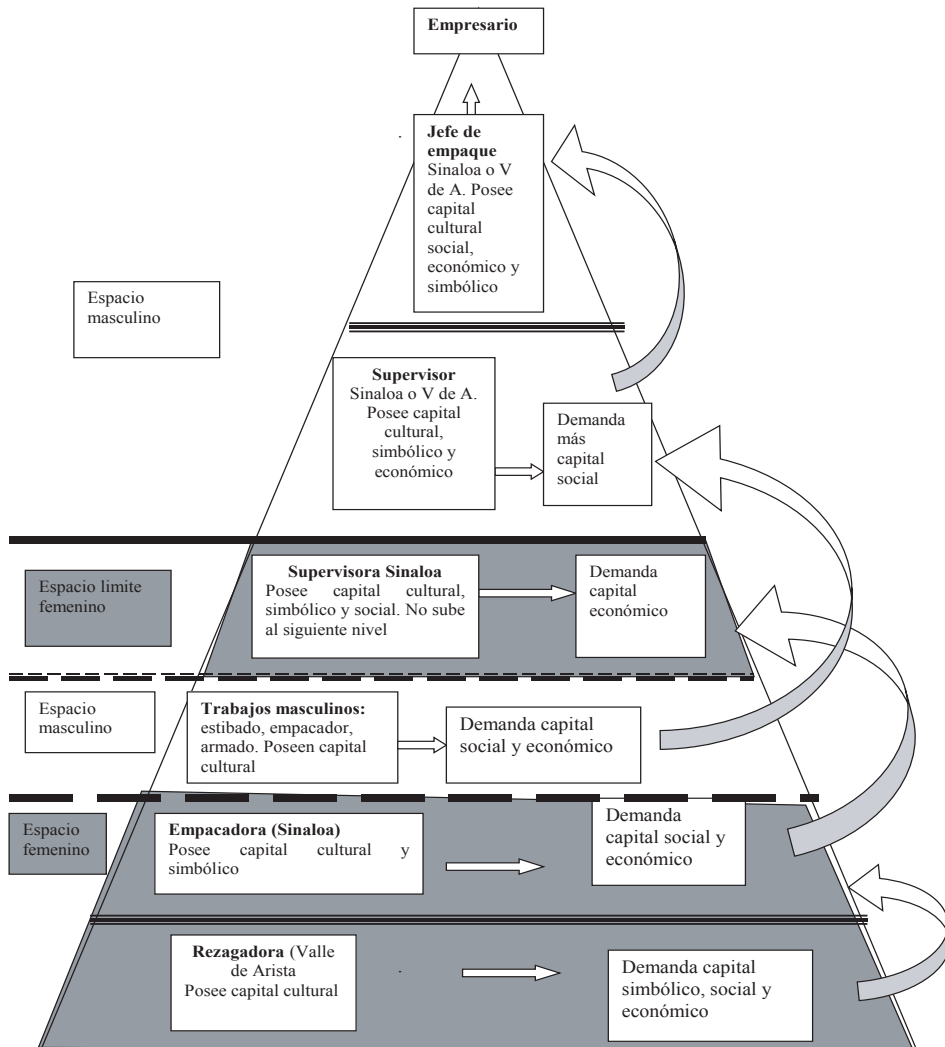 Empresario
Jefe de
empaque
Sinaloa o V
de A. Posee
capital
cultural
social,
económico y
simbólico
Espacio
masculino
Supervisor
Sinaloa o V de A.
Posee capital
cultural,
simbólico y
económico
Demanda
más
capital
social
Espacio limite
femenino
Supervisora Sinaloa
Posee capital cultural,
simbólico y social. No sube
al siguiente nivel
Demanda
capital
económico
Espacio
masculino
Trabajos masculinos:
estibado, empacador,
armado. Poseen capital
cultural
Demanda capital
social y económico
Espacio
femenino
Empacadora (Sinaloa)
Posee capital cultural y
simbólico
Demanda
capital social y
económico
Rezagadora (Valle
de Arista
Posee capital cultural
Demanda capital
simbólico, social y
económico